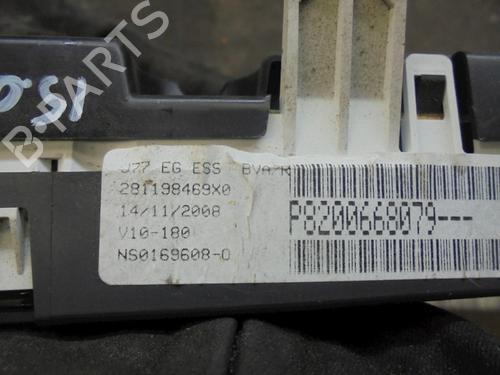 B-PARTS
J77 EG ESS BVA/R
281198469X0
14/11/2008
V10-180
NS0169608-0
P8200668079---